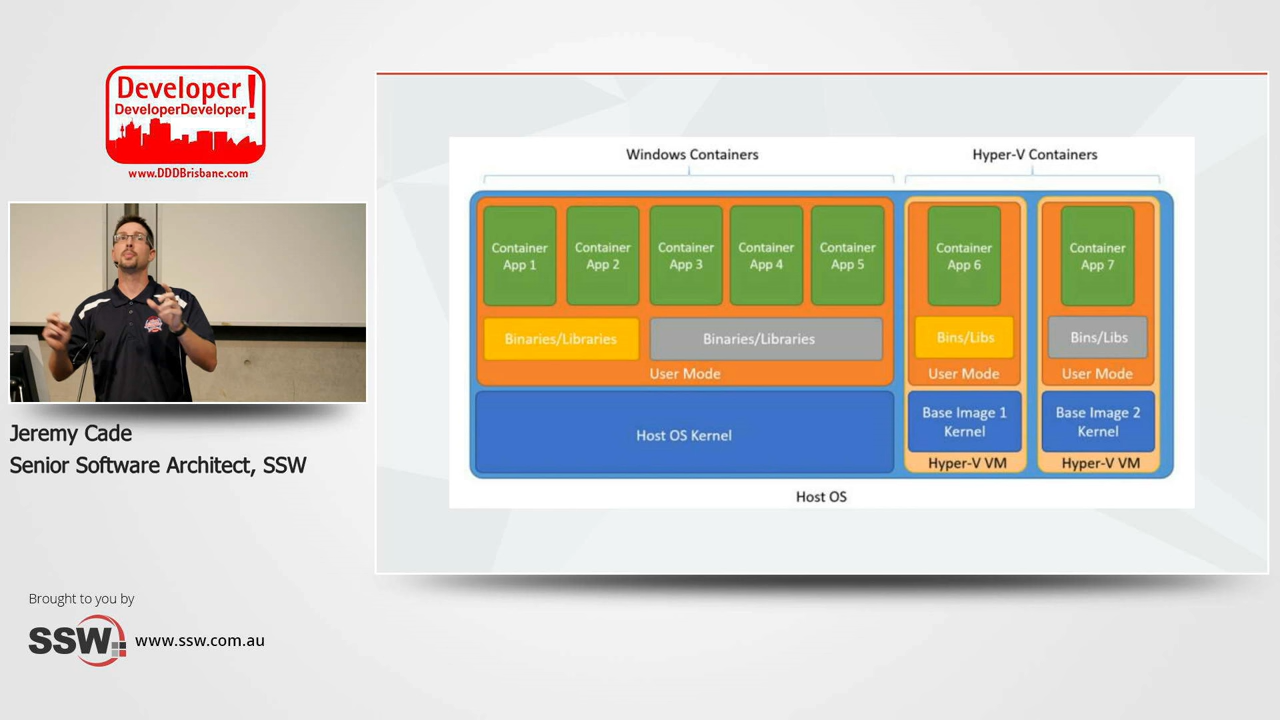 Developer!
DeveloperDeveloper
www.DDDBrisbane.com
Jeremy Cade
Senior Software Architect, SSW
Brought to you by
SSW www.ssw.com.au
Windows Containers
Hyper-V Containers
Container App 1
Container App 2
Container App 3
Container App 4
Container App 5
Container App 6
Container App 7
Binaries/Libraries
Binaries/Libraries
Bins/Libs
Bins/Libs
User Mode
User Mode
User Mode
Host OS Kernel
Base Image 1
Kernel
Base Image 2
Kernel
Hyper-V VM
Hyper-V VM
Host OS